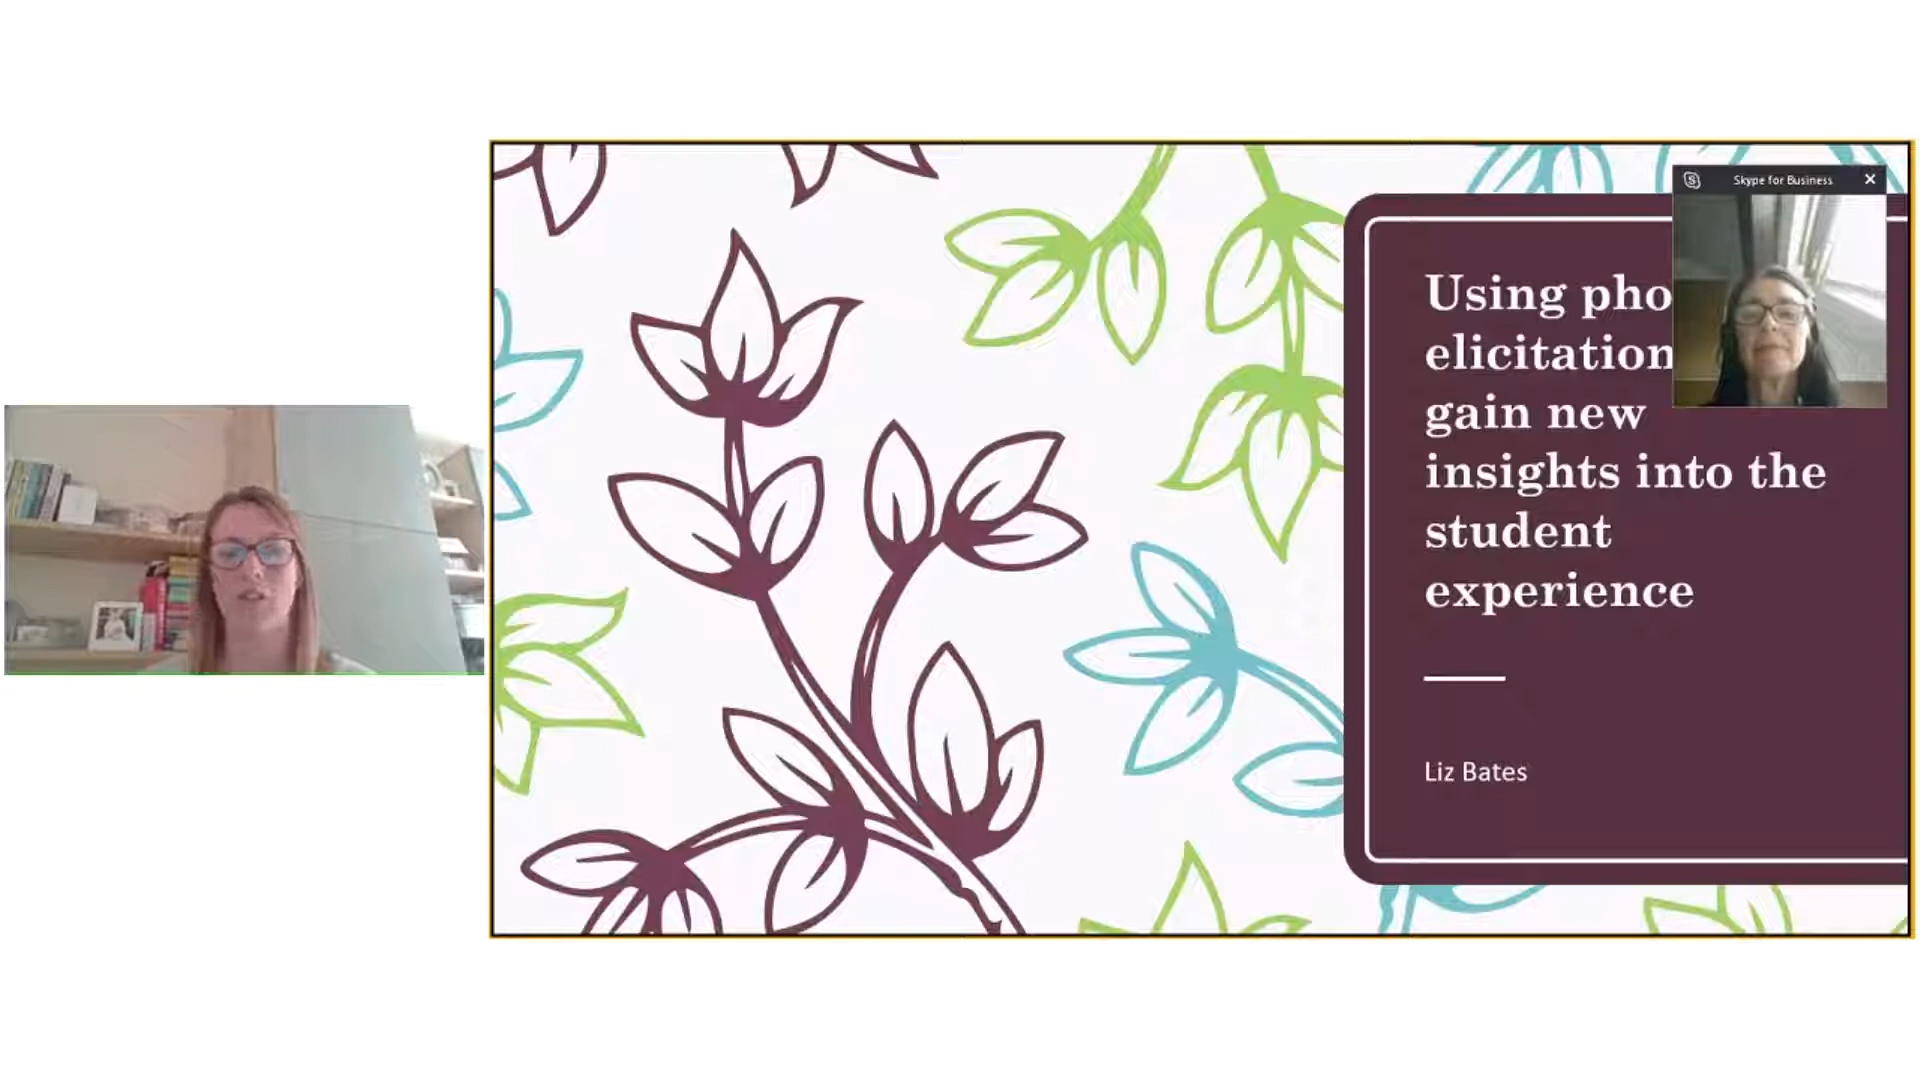 Skype for Business
Using pho
elicitation
gain new
insights into the
student
experience
Liz Bates